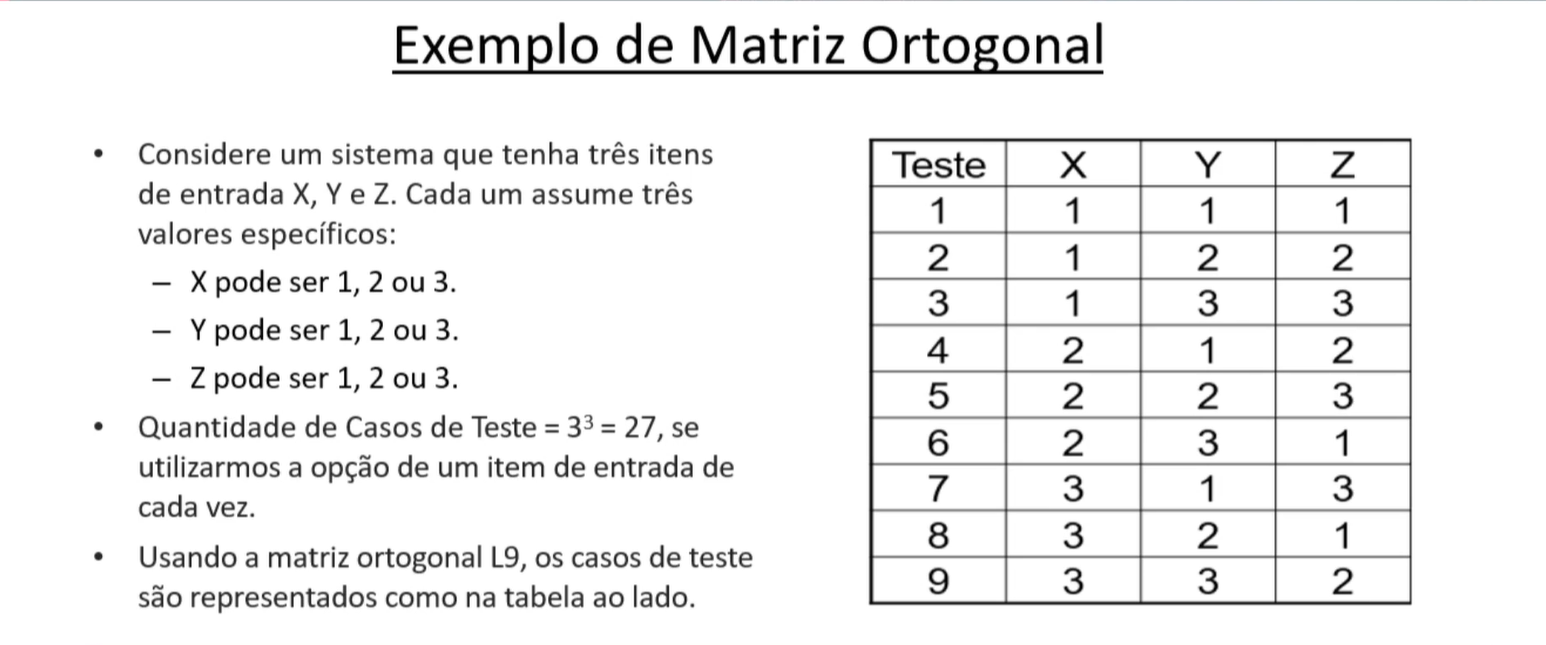 Exemplo de Matriz Ortogonal
• Considere um sistema que tenha três itens
de entrada X, Y e Z. Cada um assume três
valores específicos:
– X pode ser 1, 2 ou 3.
– Y pode ser 1, 2 ou 3.
– Z pode ser 1, 2 ou 3.
• Quantidade de Casos de Teste = 3³ = 27, se
utilizarmos a opção de um item de entrada de
cada vez.
• Usando a matriz ortogonal L9, os casos de teste
são representados como na tabela ao lado.
Teste X Y Z
1 1 1 1
2 1 2 2
3 1 3 3
4 2 1 2
5 2 2 3
6 2 3 1
7 3 1 3
8 3 2 1
9 3 3 2